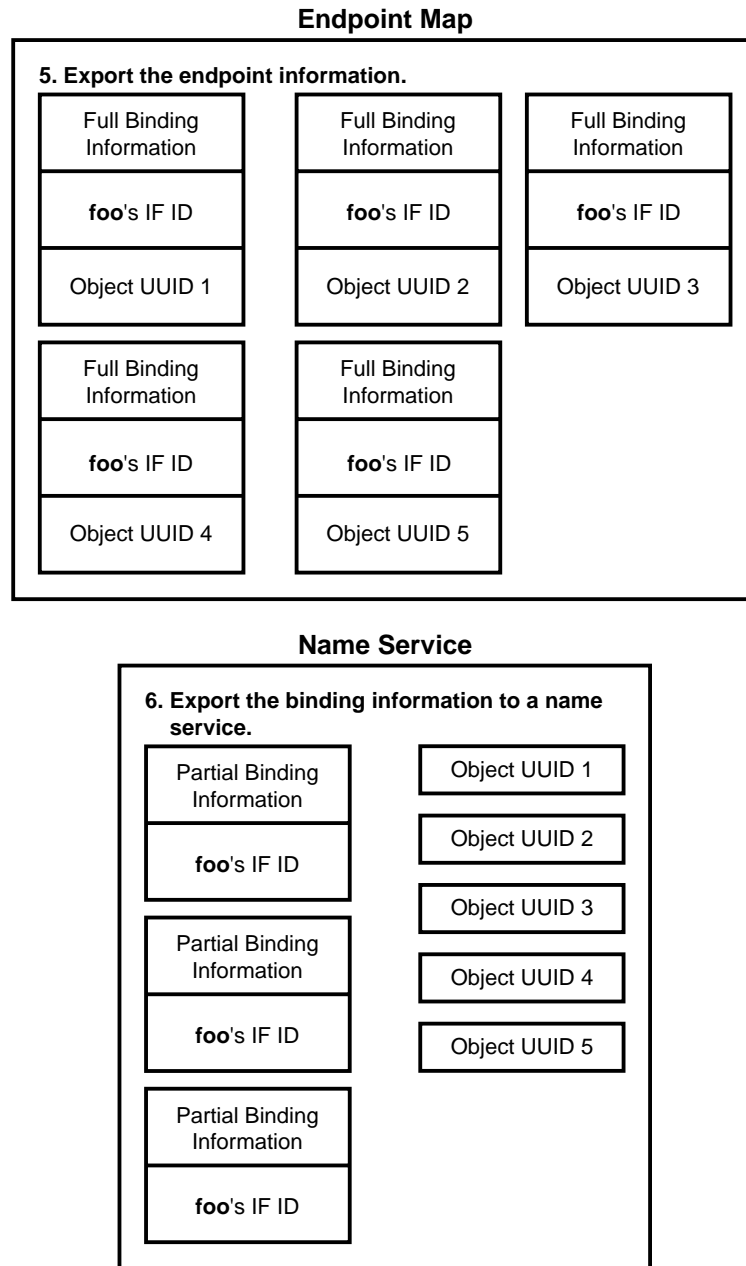 Endpoint Map
5. Export the endpoint information.
Full Binding
Information
foo's IF ID
Object UUID 1
Full Binding
Information
foo's IF ID
Object UUID 2
Full Binding
Information
foo's IF ID
Object UUID 3
Full Binding
Information
foo's IF ID
Object UUID 4
Full Binding
Information
foo's IF ID
Object UUID 5
Name Service
6. Export the binding information to a name
service.
Partial Binding
Information
foo's IF ID
Partial Binding
Information
foo's IF ID
Partial Binding
Information
foo's IF ID
Object UUID 1
Object UUID 2
Object UUID 3
Object UUID 4
Object UUID 5